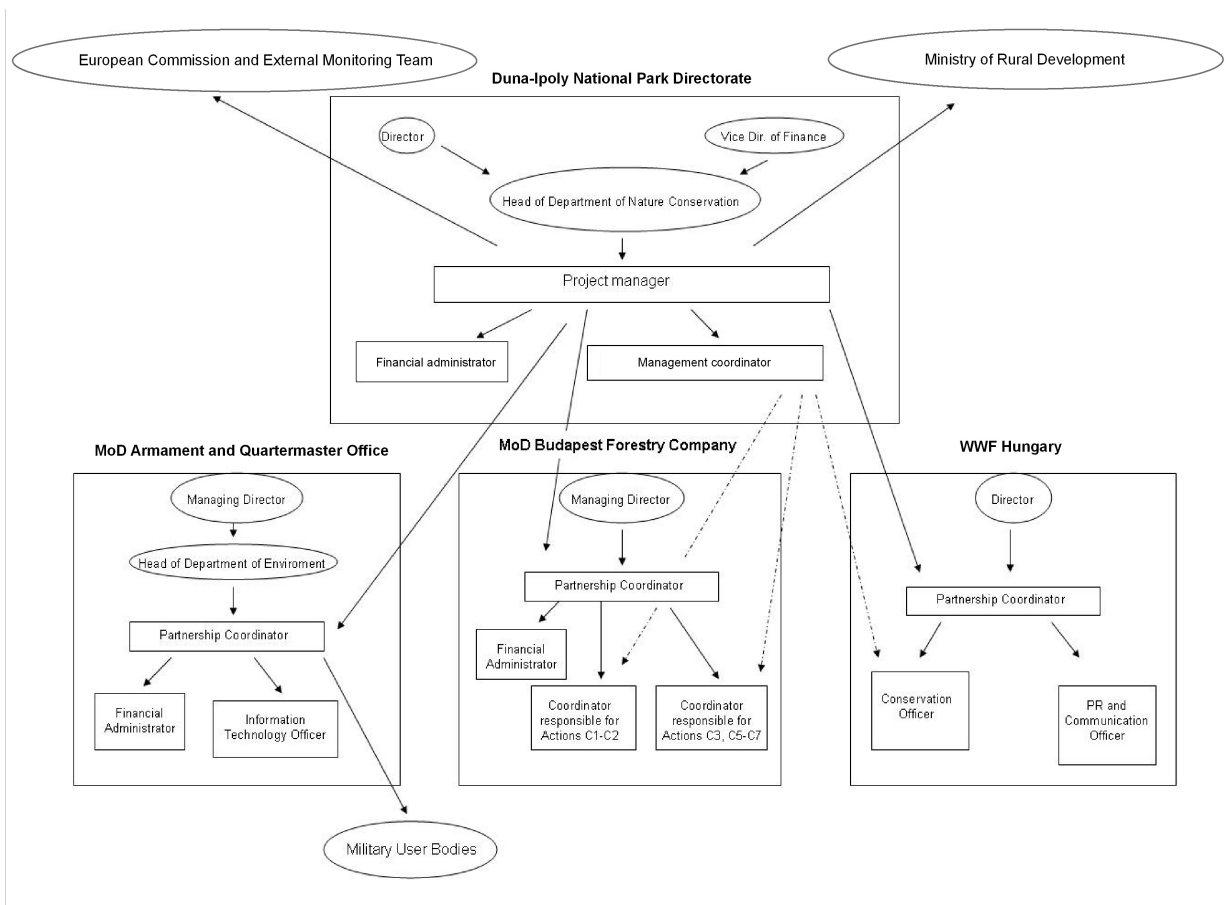 European Commission and External Monitoring Team
Ministry of Rural Development
Duna-Ipoly National Park Directorate
Director
Vice Dir. of Finance
Head of Department of Nature Conservation
Project manager
Financial administrator
Management coordinator
MoD Armament and Quartermaster Office
Managing Director
Head of Department of Enviroment
Partnership Coordinator
Financial
Administrator
Information
Technology Officer
Military User Bodies
MoD Budapest Forestry Company
Managing Director
Partnership Coordinator
Financial
Administrator
Coordinator
responsible for
Actions C1-C2
Coordinator
responsible for
Actions C3, C5-C7
WWF Hungary
Director
Partnership Coordinator
Conservation
Officer
PR and
Communication
Officer